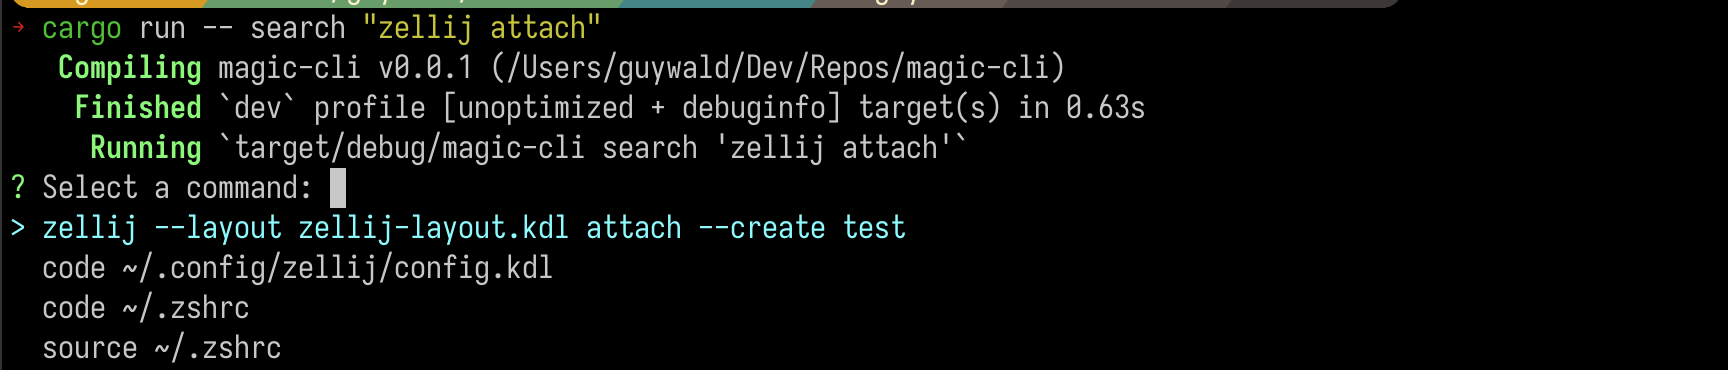 → cargo run -- search "zellij attach"
Compiling magic-cli v0.0.1 (/Users/guywald/Dev/Repos/magic-cli)
Finished `dev` profile [unoptimized + debuginfo] target(s) in 0.63s
Running `target/debug/magic-cli search 'zellij attach'`
? Select a command:
> zellij --layout zellij-layout.kdl attach --create test
code ~/.config/zellij/config.kdl
code ~/.zshrc
source ~/.zshrc